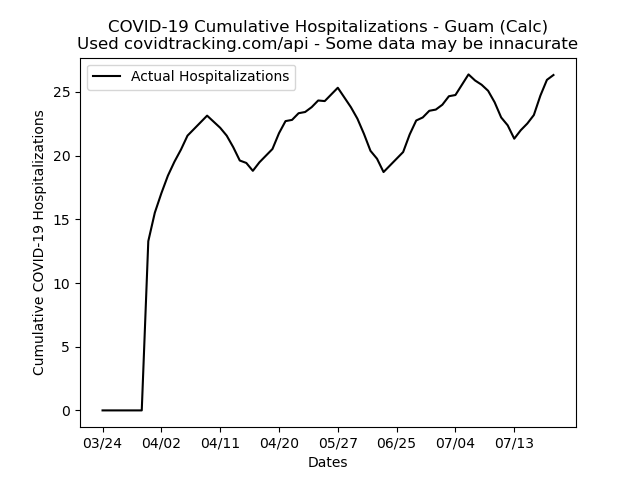 COVID-19 Cumulative Hospitalizations - Guam (Calc)
Used covidtracking.com/api - Some data may be innacurate
Actual Hospitalizations
Cumulative COVID-19 Hospitalizations
25
20
15
10
5
0
03/24 04/02 04/11 04/20 05/27 06/25 07/04 07/13
Dates